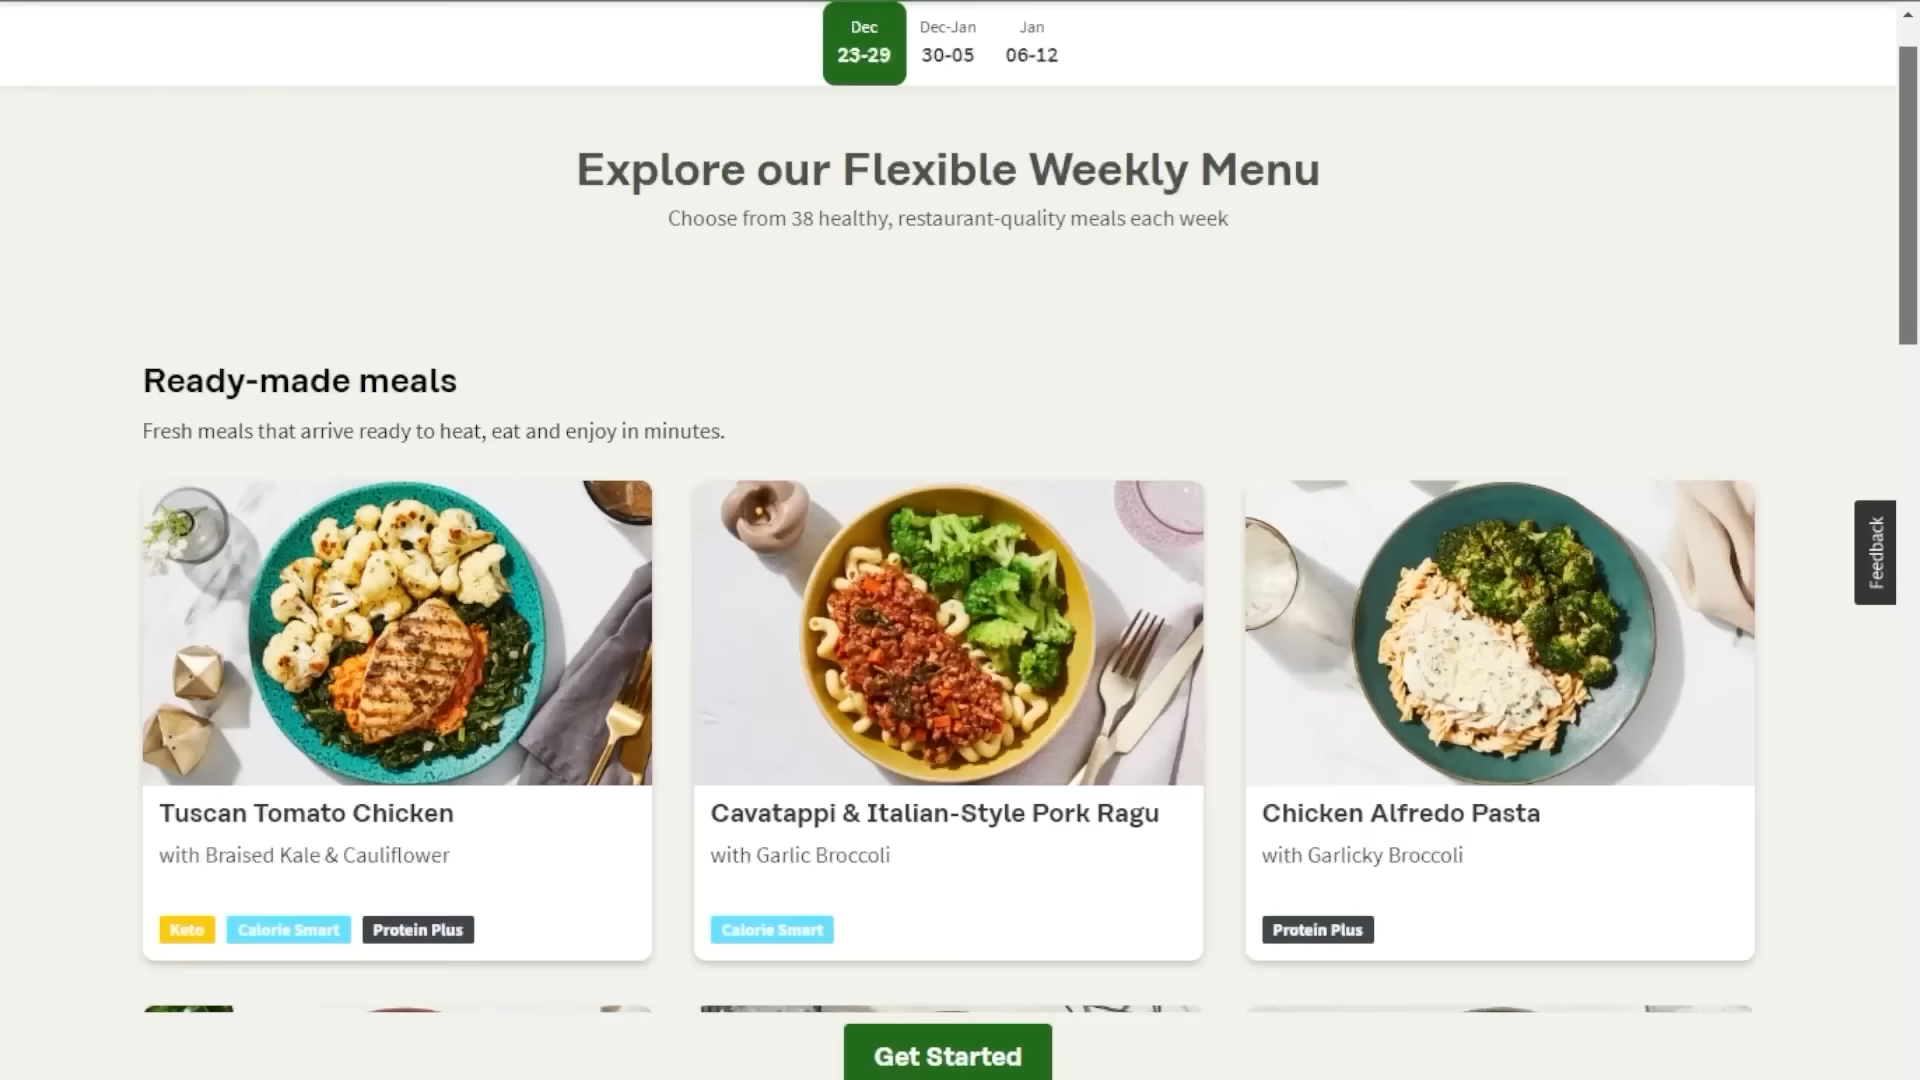 Dec
23-29
Dec-Jan
30-05
Jan
06-12
Explore our Flexible Weekly Menu
Choose from 38 healthy, restaurant-quality meals each week
Ready-made meals
Fresh meals that arrive ready to heat, eat and enjoy in minutes.
Feedback
Tuscan Tomato Chicken
with Braised Kale & Cauliflower
Keto Calorie Smart Protein Plus
Cavatappi & Italian-Style Pork Ragu
with Garlic Broccoli
Calorie Smart
Chicken Alfredo Pasta
with Garlicky Broccoli
Protein Plus
Get Started